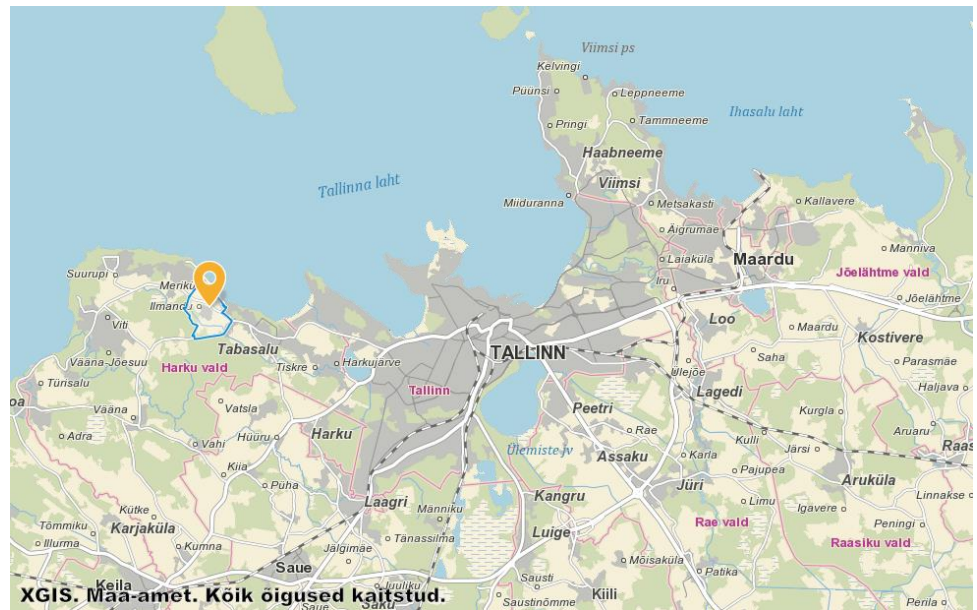 Viimsi ps
Kelvingi
Püünsi
Leppneeme
Ihasalu laht
Pringi
Tammneeme
Haabneeme
Tallinna laht
Viimsi
Miiduranna
Metsakasti
Kallavere
Äigrumäe
Laiaküla
Manniva
Suurupi
Maardu
Jõelähtme vald
Iru
Ilmandu
Jõelähtme
Viti
Loo
Maardu
Kostivere
Tabasalu
TALLINN
Vääna-Jõesuu
Harkujärve
Saha
Parasmäe
Harku vald
Tiskre
Ülejõe
Türisalu
Tallinn
Lagedi
Haljava
Vatsla
Peetri
Kurgla
Vääna
Aruaru
Adra
Hüüru
Harku
Rae
Kulli
Järsi
Vahi
Ülemiste jv
Karla
Assaku
Kiia
Pajupea
Aruküla
Püha
Jüri
Linnakse
Laagri
Kangru
Limu
Igavere
Kütke
Männiku
Tõmmiku
Karjaküla
Luige
Rae vald
Peningi
Illurma
Kumna
Jälgimäe
Tänassilma
Raasiku vald
Saue
Mõisaküla
Patika
Perila
Keila
Juuliku
Sausti
Kiili
Saku
Saustinõmme
XGIS. Maa-amet. Kõik õigused kaitstud.